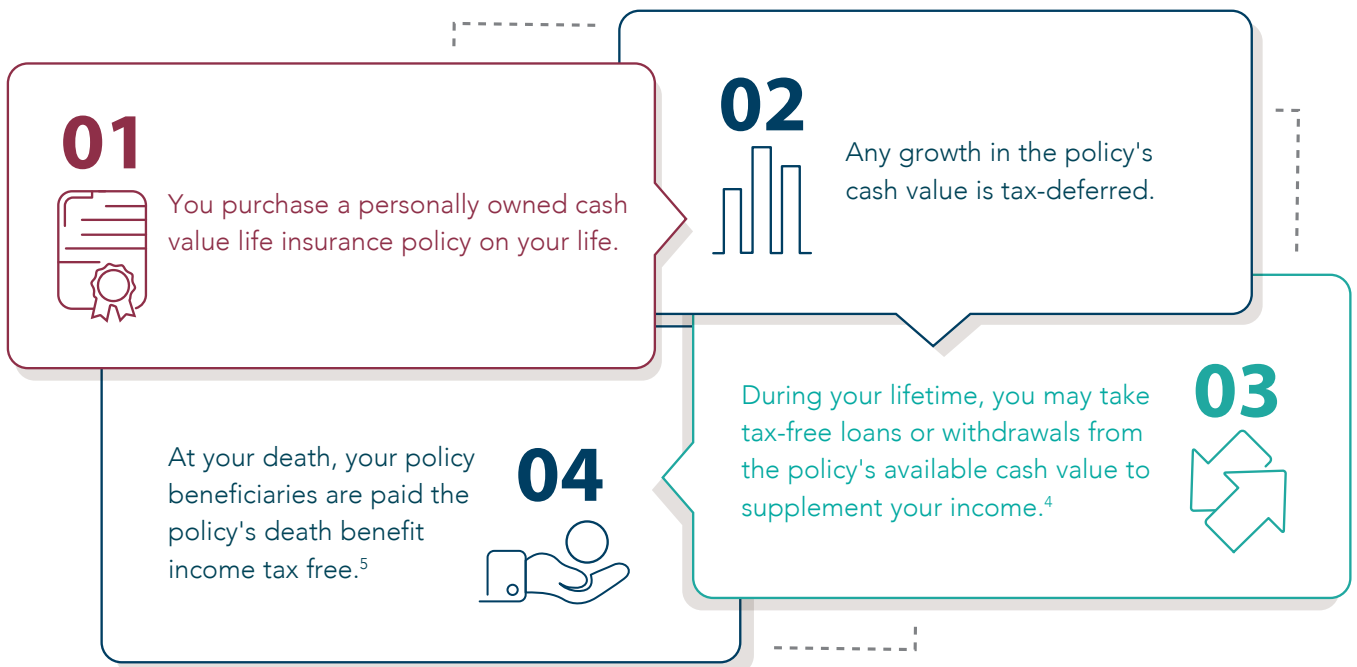 01
You purchase a personally owned cash
value life insurance policy on your life.
02
Any growth in the policy's
cash value is tax-deferred.
03
During your lifetime, you may take
tax-free loans or withdrawals from
the policy's available cash value to
supplement your income.⁴
04
At your death, your policy
beneficiaries are paid the
policy's death benefit
income tax free.⁵